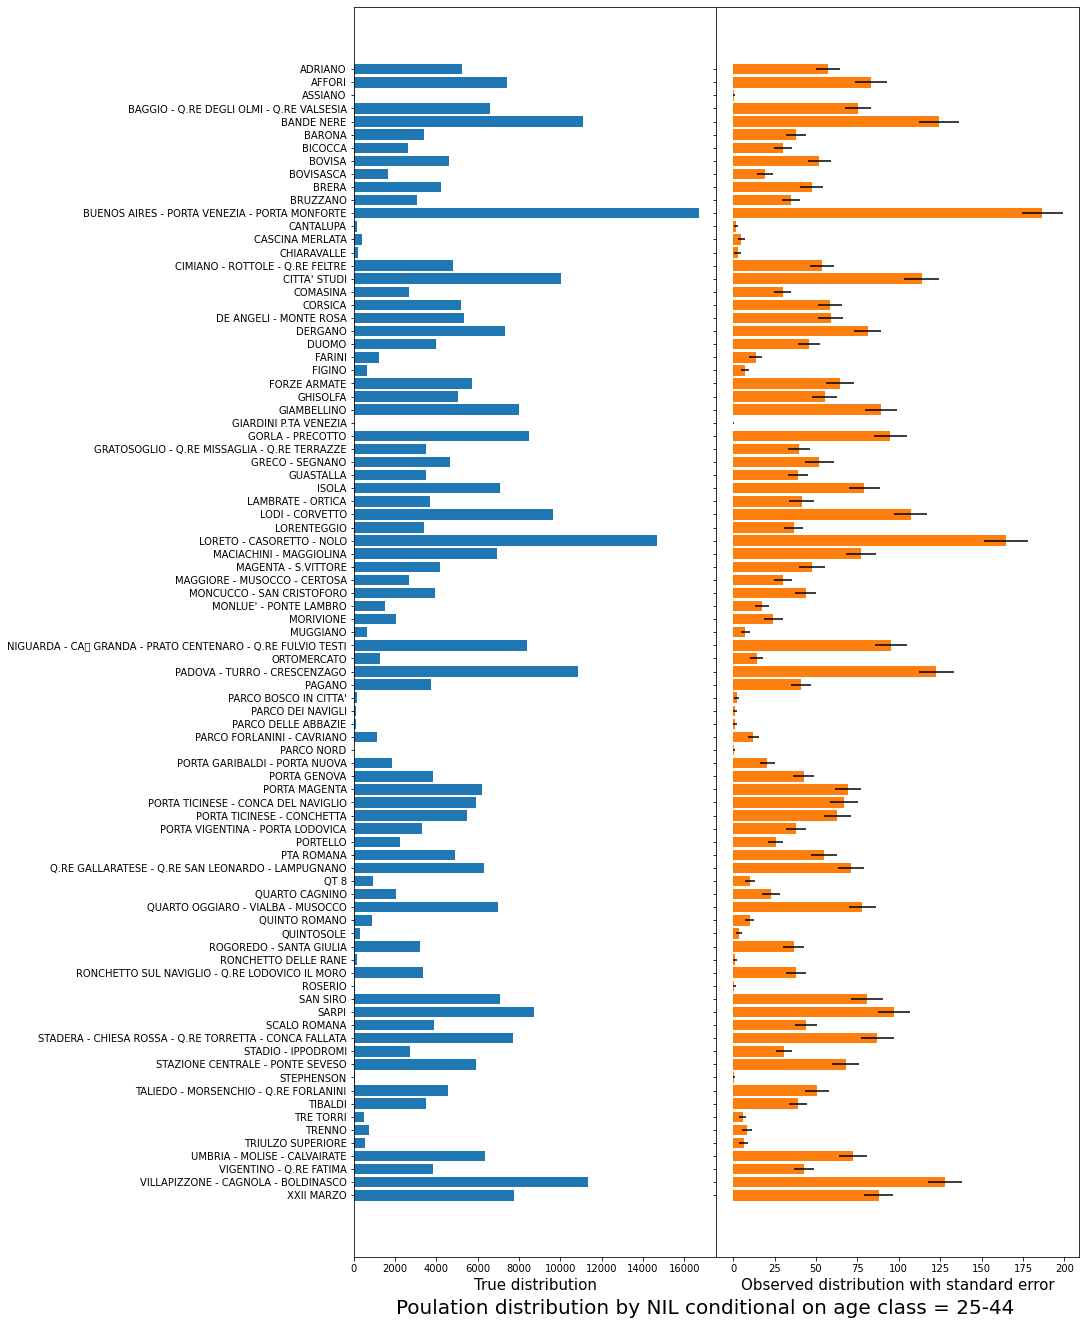 ADRIANO
AFFORI
ASSIANO
BAGGIO - Q.RE DEGLI OLMI - Q.RE VALSESIA
BANDE NERE
BARONA
BICOCCA
BOVISA
BOVISASCA
BRERA
BRUZZANO
BUENOS AIRES - PORTA VENEZIA - PORTA MONFORTE
CANTALUPA
CASCINA MERLATA
CHIARAVALLE
CIMIANO - ROTTOLE - Q.RE FELTRE
CITTA' STUDI
COMASINA
CORSICA
DE ANGELI - MONTE ROSA
DERGANO
DUOMO
FARINI
FIGINO
FORZE ARMATE
GHISOLFA
GIAMBELLINO
GIARDINI P.TA VENEZIA
GORLA - PRECOTTO
GRATOSOGLIO - Q.RE MISSAGLIA - Q.RE TERRAZZE
GRECO - SEGNANO
GUASTALLA
ISOLA
LAMBRATE - ORTICA
LODI - CORVETTO
LORENTEGGIO
LORETO - CASORETTO - NOLO
MACIACHINI - MAGGIOLINA
MAGENTA - S.VITTORE
MAGGIORE - MUSOCCO - CERTOSA
MONCUCCO - SAN CRISTOFORO
MONLUE' - PONTE LAMBRO
MORIVIONE
MUGGIANO
NIGUARDA - CA▯ GRANDA - PRATO CENTENARO - Q.RE FULVIO TESTI
ORTOMERCATO
PADOVA - TURRO - CRESCENZAGO
PAGANO
PARCO BOSCO IN CITTA'
PARCO DEI NAVIGLI
PARCO DELLE ABBAZIE
PARCO FORLANINI - CAVRIANO
PARCO NORD
PORTA GARIBALDI - PORTA NUOVA
PORTA GENOVA
PORTA MAGENTA
PORTA TICINESE - CONCA DEL NAVIGLIO
PORTA TICINESE - CONCHETTA
PORTA VIGENTINA - PORTA LODOVICA
PORTELLO
PTA ROMANA
Q.RE GALLARATESE - Q.RE SAN LEONARDO - LAMPUGNANO
QT 8
QUARTO CAGNINO
QUARTO OGGIARO - VIALBA - MUSOCCO
QUINTO ROMANO
QUINTOSOLE
ROGOREDO - SANTA GIULIA
RONCHETTO DELLE RANE
RONCHETTO SUL NAVIGLIO - Q.RE LODOVICO IL MORO
ROSERIO
SAN SIRO
SARPI
SCALO ROMANA
STADERA - CHIESA ROSSA - Q.RE TORRETTA - CONCA FALLATA
STADIO - IPPODROMI
STAZIONE CENTRALE - PONTE SEVESO
STEPHENSON
TALIEDO - MORSENCHIO - Q.RE FORLANINI
TIBALDI
TRE TORRI
TRENNO
TRIULZO SUPERIORE
UMBRIA - MOLISE - CALVAIRATE
VIGENTINO - Q.RE FATIMA
VILLAPIZZONE - CAGNOLA - BOLDINASCO
XXII MARZO
0 2000 4000 6000 8000 10000 12000 14000 16000
0 25 50 75 100 125 150 175 200
True distribution
Observed distribution with standard error
Poulation distribution by NIL conditional on age class = 25-44